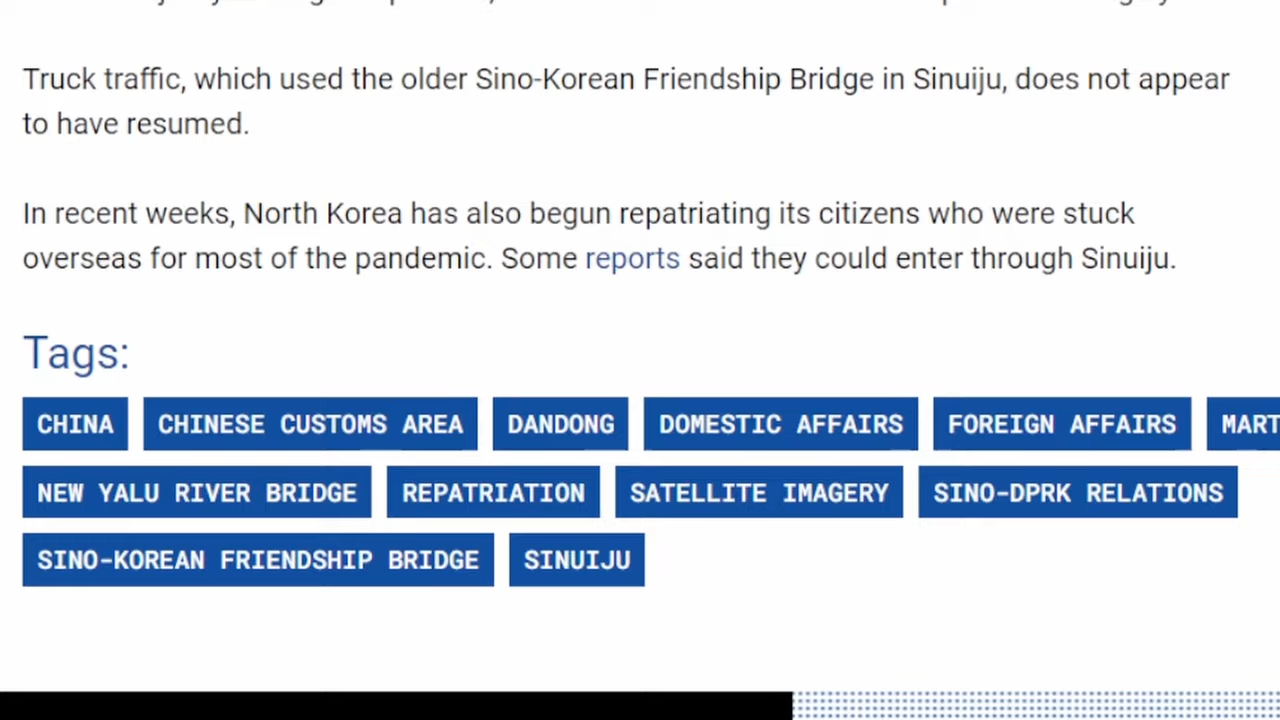 Truck traffic, which used the older Sino-Korean Friendship Bridge in Sinuiju, does not appear
to have resumed.
In recent weeks, North Korea has also begun repatriating its citizens who were stuck
overseas for most of the pandemic. Some reports said they could enter through Sinuiju.
Tags:
CHINA CHINESE CUSTOMS AREA DANDONG DOMESTIC AFFAIRS FOREIGN AFFAIRS MART
NEW YALU RIVER BRIDGE REPATRIATION SATELLITE IMAGERY SINO-DPRK RELATIONS
SINO-KOREAN FRIENDSHIP BRIDGE SINUIJU